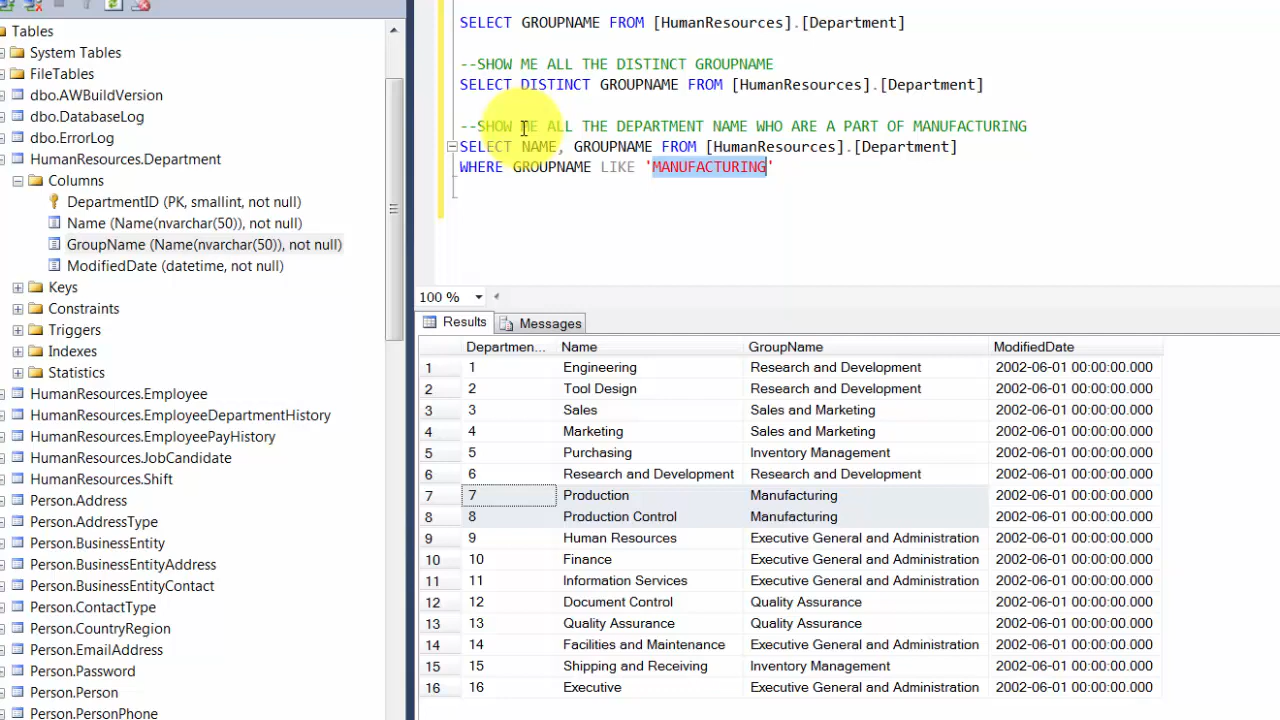 Tables
System Tables
FileTables
dbo.AWBuildVersion
dbo.DatabaseLog
dbo.ErrorLog
HumanResources.Department
Columns
DepartmentID (PK, smallint, not null)
Name (Name(nvarchar(50)), not null)
GroupName (Name(nvarchar(50)), not null)
ModifiedDate (datetime, not null)
Keys
Constraints
Triggers
Indexes
Statistics
HumanResources.Employee
HumanResources.EmployeeDepartmentHistory
HumanResources.EmployeePayHistory
HumanResources.JobCandidate
HumanResources.Shift
Person.Address
Person.AddressType
Person.BusinessEntity
Person.BusinessEntityAddress
Person.BusinessEntityContact
Person.ContactType
Person.CountryRegion
Person.EmailAddress
Person.Password
Person.Person
Person.PersonPhone
SELECT GROUPNAME FROM [HumanResources].[Department]
--SHOW ME ALL THE DISTINCT GROUPNAME
SELECT DISTINCT GROUPNAME FROM [HumanResources].[Department]
--SHOW ME ALL THE DEPARTMENT NAME WHO ARE A PART OF MANUFACTURING
SELECT NAME, GROUPNAME FROM [HumanResources].[Department]
WHERE GROUPNAME LIKE 'MANUFACTURING'
100 %
Results Messages
Departmen... Name GroupName ModifiedDate
1 1 Engineering Research and Development 2002-06-01 00:00:00.000
2 2 Tool Design Research and Development 2002-06-01 00:00:00.000
3 3 Sales Sales and Marketing 2002-06-01 00:00:00.000
4 4 Marketing Sales and Marketing 2002-06-01 00:00:00.000
5 5 Purchasing Inventory Management 2002-06-01 00:00:00.000
6 6 Research and Development Research and Development 2002-06-01 00:00:00.000
7 7 Production Manufacturing 2002-06-01 00:00:00.000
8 8 Production Control Manufacturing 2002-06-01 00:00:00.000
9 9 Human Resources Executive General and Administration 2002-06-01 00:00:00.000
10 10 Finance Executive General and Administration 2002-06-01 00:00:00.000
11 11 Information Services Executive General and Administration 2002-06-01 00:00:00.000
12 12 Document Control Quality Assurance 2002-06-01 00:00:00.000
13 13 Quality Assurance Quality Assurance 2002-06-01 00:00:00.000
14 14 Facilities and Maintenance Executive General and Administration 2002-06-01 00:00:00.000
15 15 Shipping and Receiving Inventory Management 2002-06-01 00:00:00.000
16 16 Executive Executive General and Administration 2002-06-01 00:00:00.000